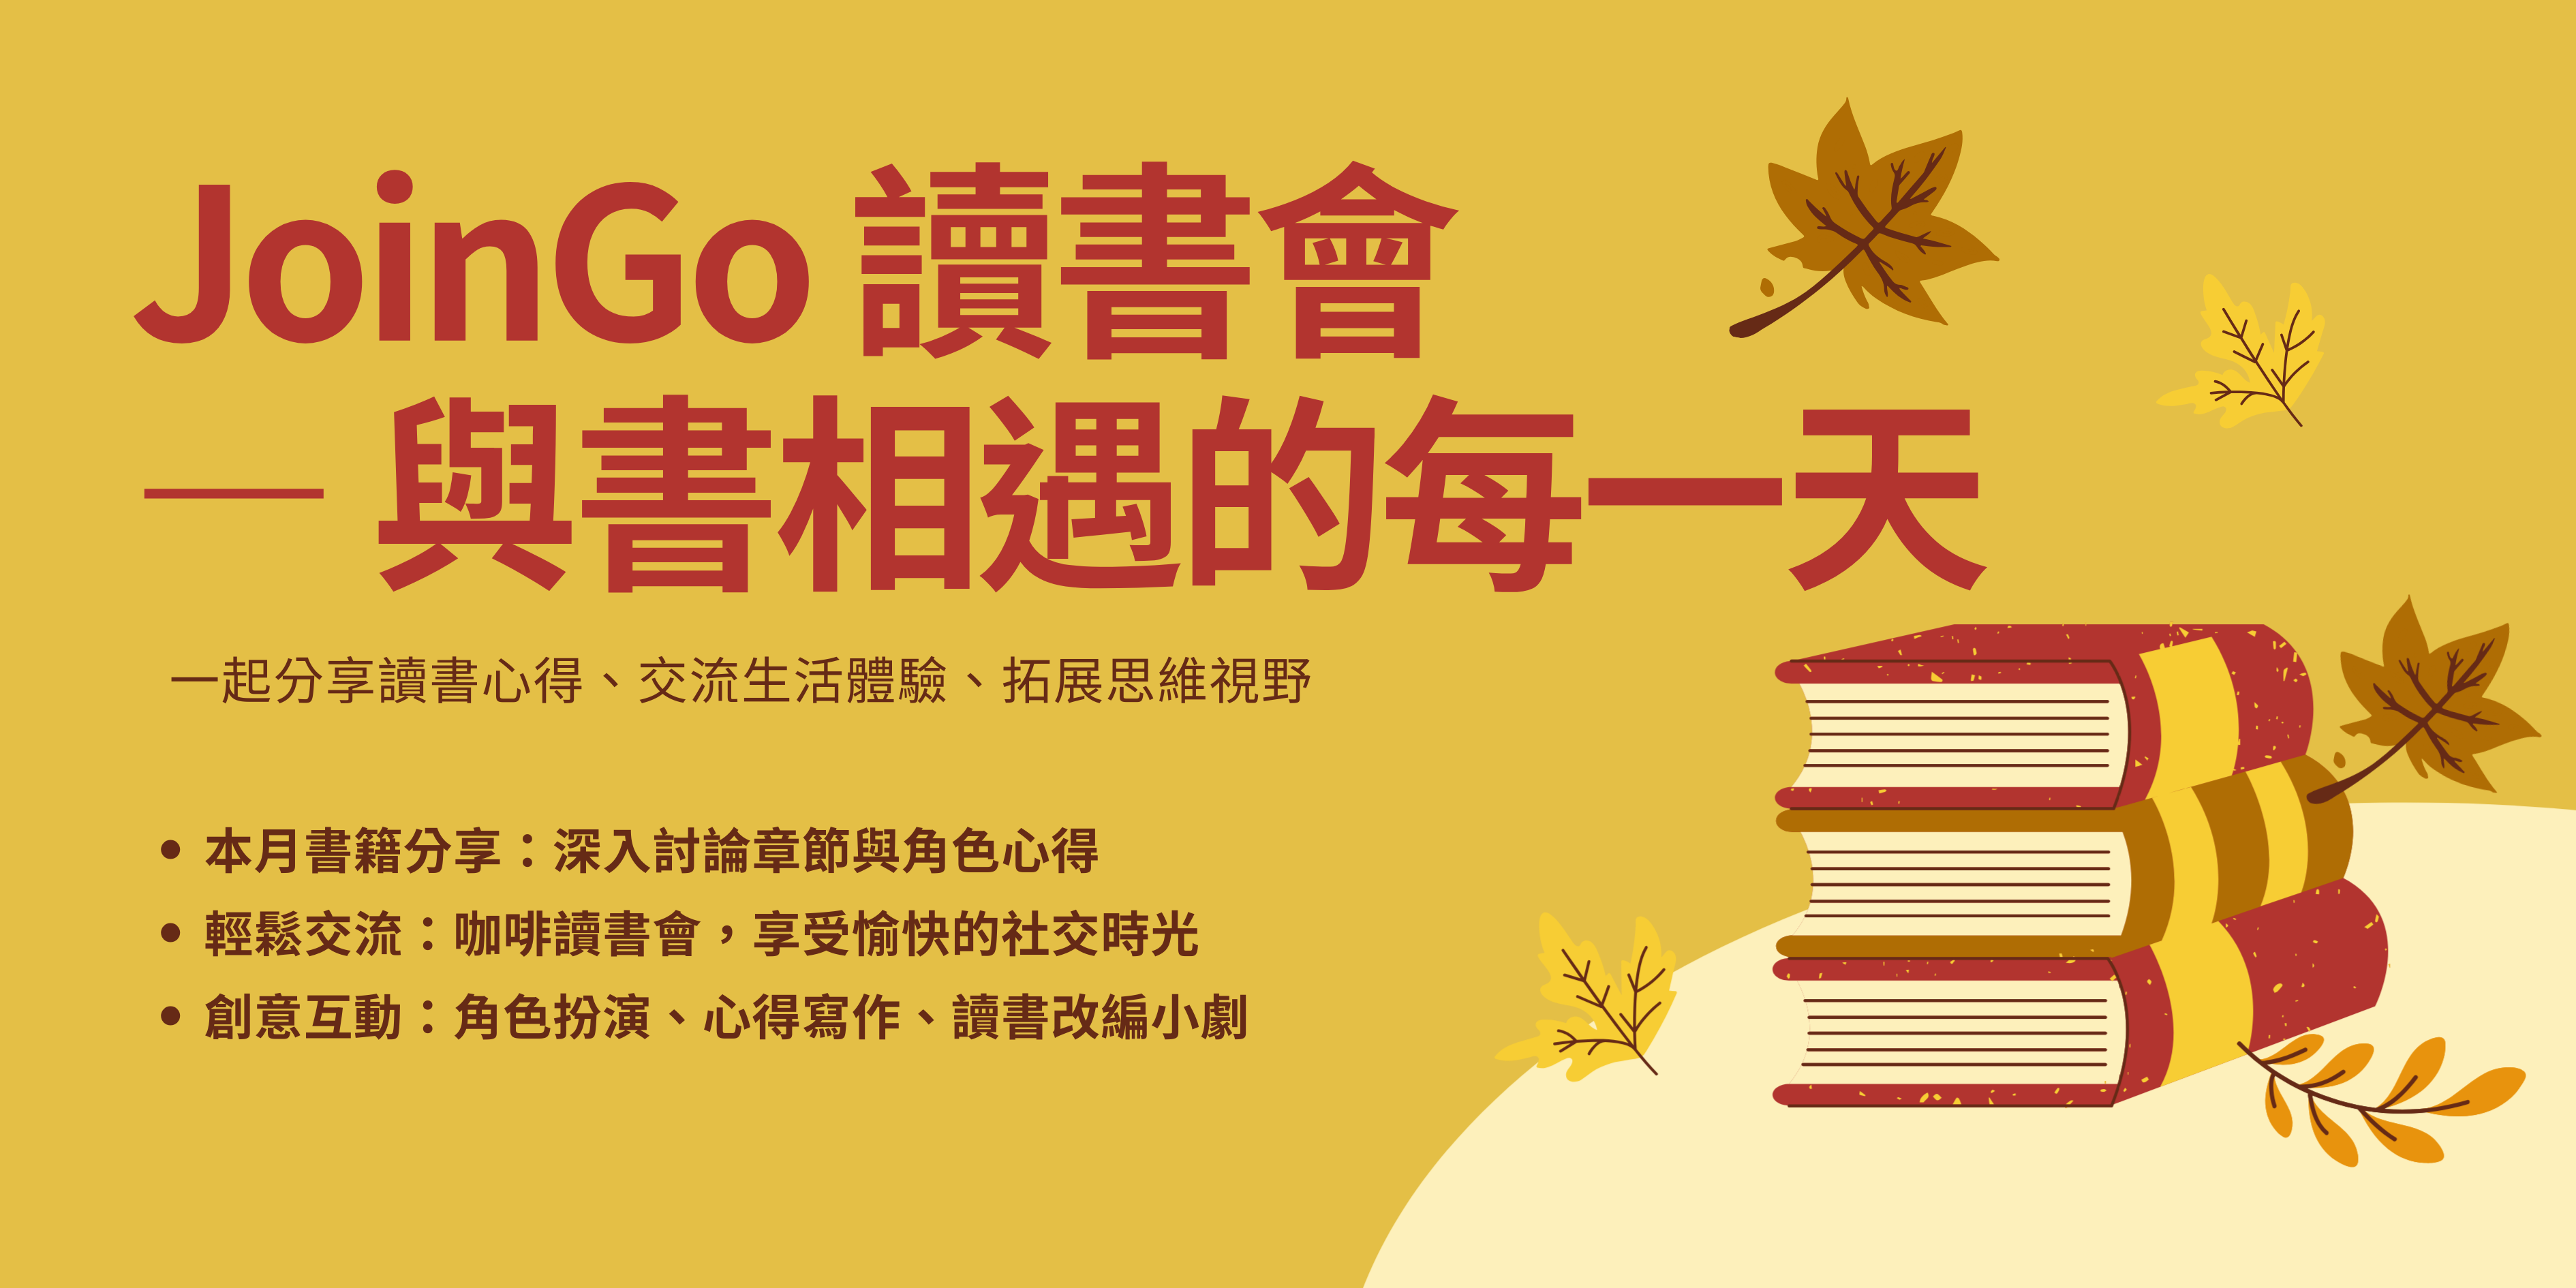 JoinGo 讀書會
— 與書相遇的每一天
一起分享讀書心得、交流生活體驗、拓展思維視野
• 本月書籍分享：深入討論章節與角色心得
• 輕鬆交流：咖啡讀書會，享受愉快的社交時光
• 創意互動：角色扮演、心得寫作、讀書改編小劇